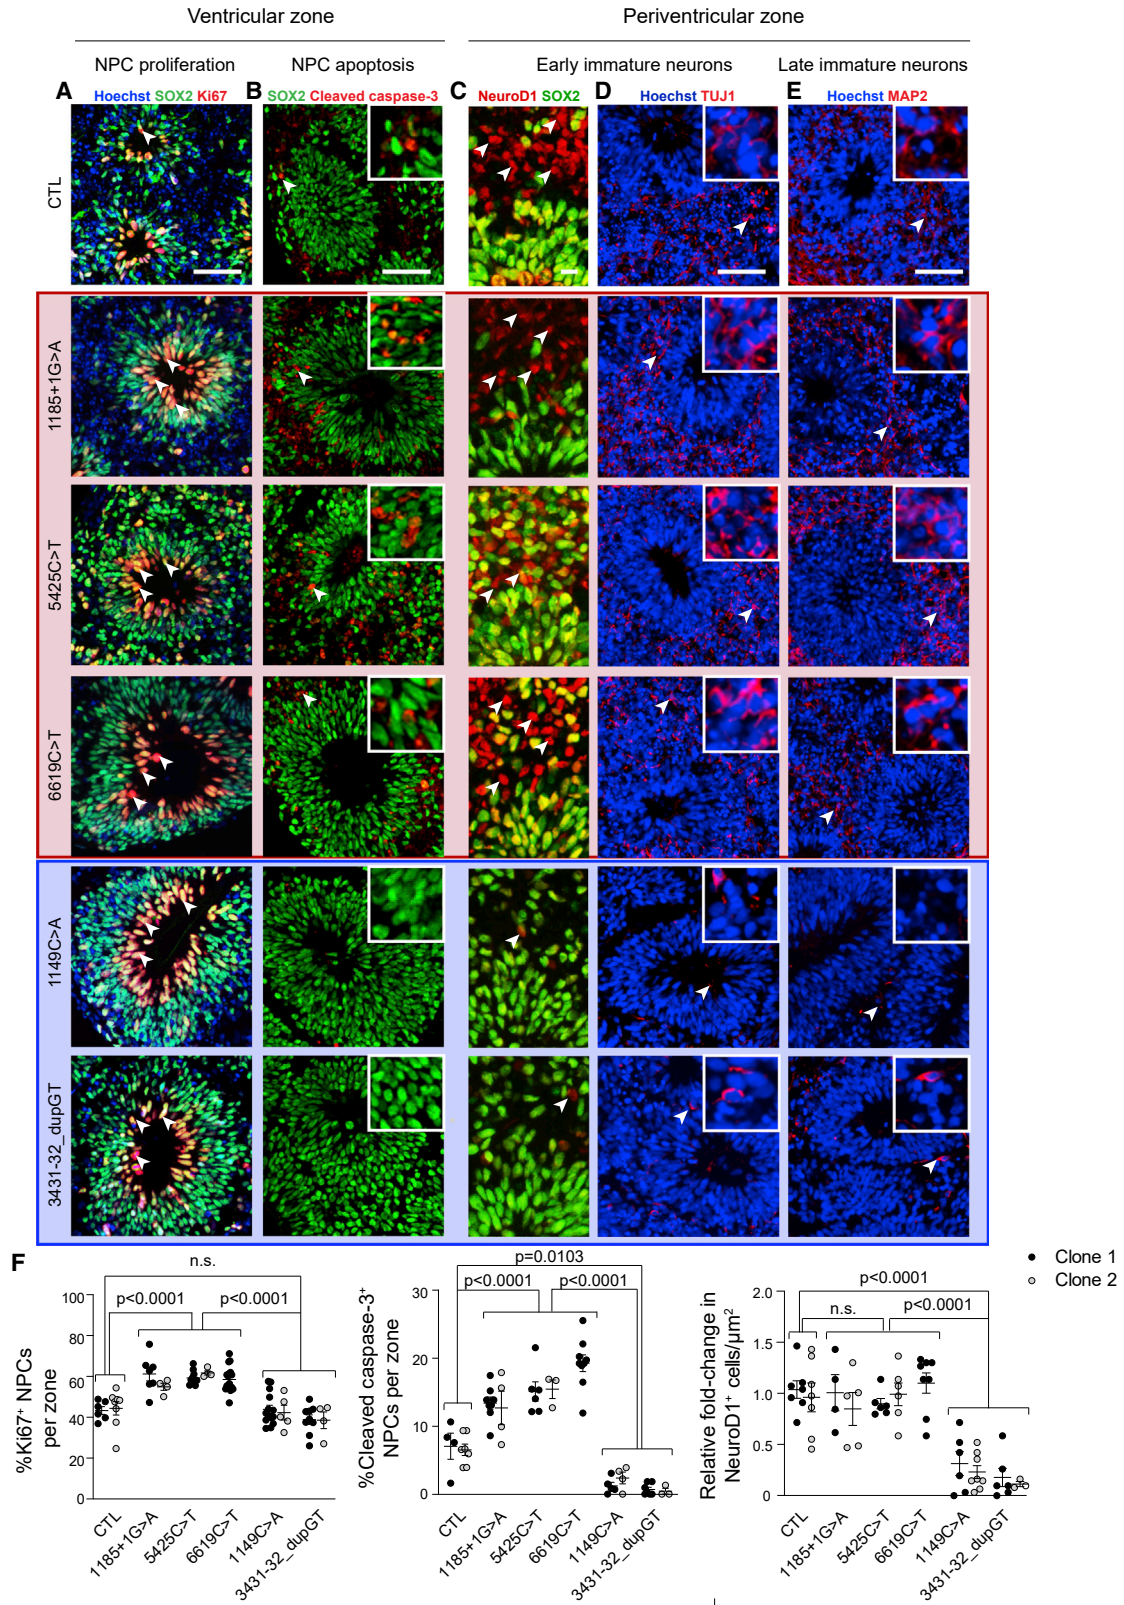 Ventricular zone
Periventricular zone
NPC proliferation
NPC apoptosis
Early immature neurons
Late immature neurons
A
Hoechst SOX2 Ki67
B
SOX2 Cleaved caspase-3
C
NeuroD1 SOX2
D
Hoechst TUJ1
E
Hoechst MAP2
CTL
1185+1G>A
5425C>T
6619C>T
1149C>A
3431-32_dupGT
F
Clone 1
Clone 2
%Ki67⁺ NPCs
per zone
100
80
60
40
20
0
n.s.
p<0.0001
p<0.0001
CTL
1185+1G>A
5425C>T
6619C>T
1149C>A
3431-32_dupGT
%Cleaved caspase-3⁺
NPCs per zone
30
20
10
0
p=0.0103
p<0.0001
p<0.0001
CTL
1185+1G>A
5425C>T
6619C>T
1149C>A
3431-32_dupGT
Relative fold-change in
NeuroD1⁺ cells/µm²
2.0
1.5
1.0
0.5
0
p<0.0001
n.s.
p<0.0001
CTL
1185+1G>A
5425C>T
6619C>T
1149C>A
3431-32_dupGT